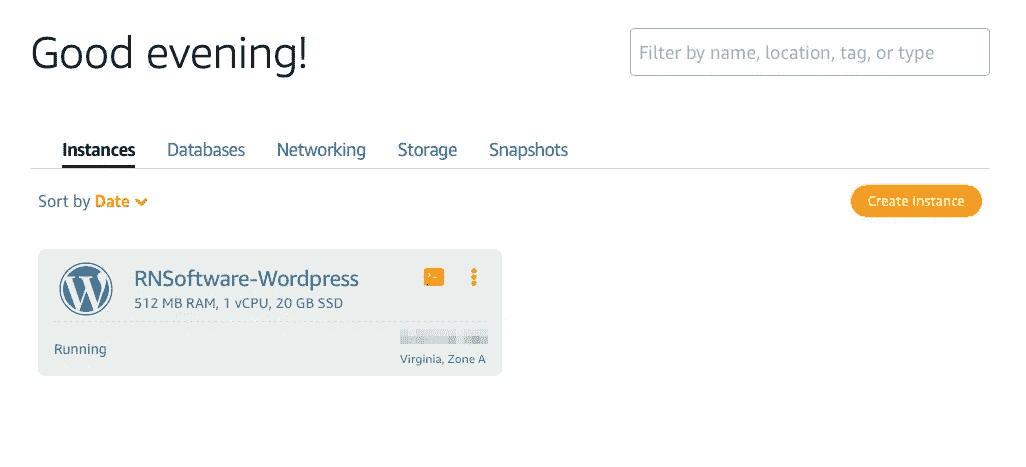 Good evening!
Filter by name, location, tag, or type
Instances Databases Networking Storage Snapshots
Sort by Date
Create instance
RNSoftware-Wordpress
512 MB RAM, 1 vCPU, 20 GB SSD
Running
Virginia, Zone A